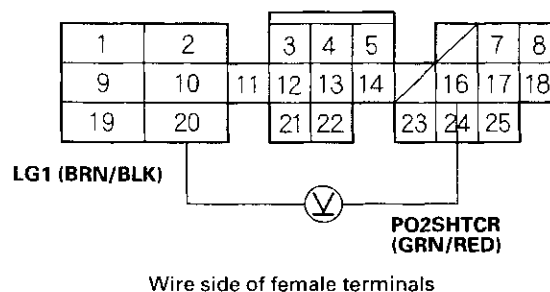 1 2 3 4 5 7 8
9 10 11 12 13 14 16 17 18
19 20 21 22 23 24 25
LG1 (BRN/BLK)
V
PO2SHTCR
(GRN/RED)
Wire side of female terminals